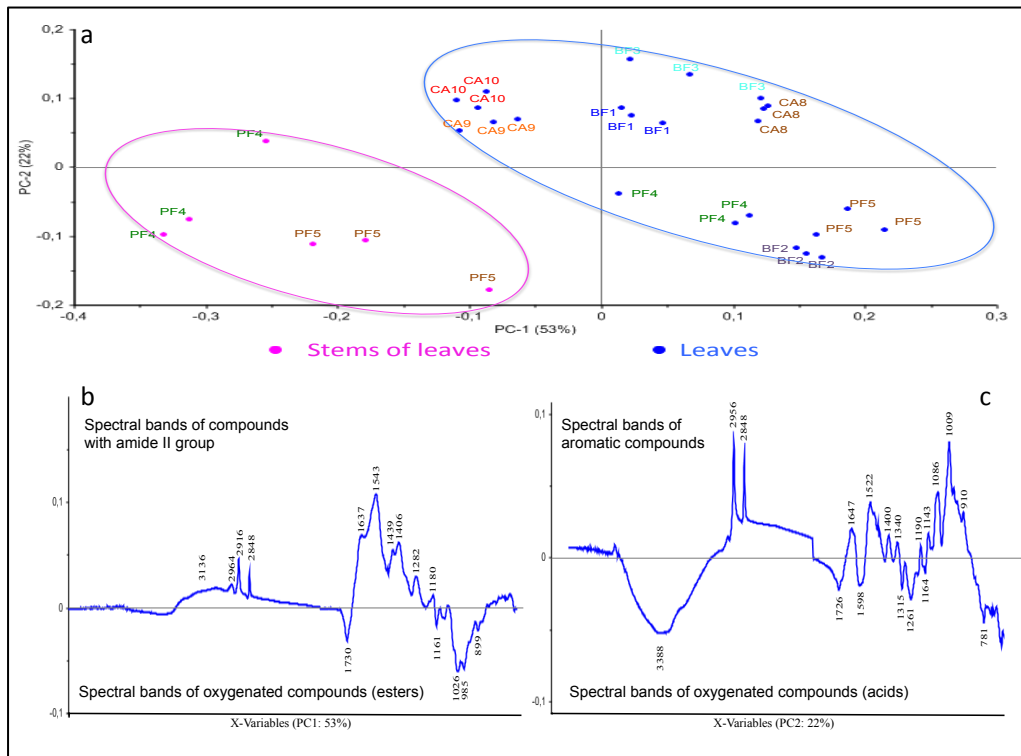 a
0,2
0,1
0
-0,1
-0,2
PC-2 (22%)
-0,4
-0,3
-0,2
-0,1
0
0,1
0,2
0,3
PC-1 (53%)
BF3
BF3
BF3
CA10
CA10
CA10
CA9
CA9
CA9
BF1
BF1
BF1
CA8
CA8
CA8
PF4
PF4
PF4
PF5
PF5
PF5
PF4
PF4
PF4
PF5
PF5
PF5
BF2
BF2
BF2
Stems of leaves
Leaves
b
Spectral bands of compounds
with amide II group
0,1
0
-0,1
3136
2964
2916
2848
1730
1637
1543
1439
1406
1282
1180
1161
1026
985
899
Spectral bands of oxygenated compounds (esters)
X-Variables (PC1: 53%)
c
Spectral bands of
aromatic compounds
0,1
0
-0,1
3388
2956
2848
1726
1647
1598
1522
1400
1340
1315
1261
1190
1164
1143
1086
1009
910
781
Spectral bands of oxygenated compounds (acids)
X-Variables (PC2: 22%)